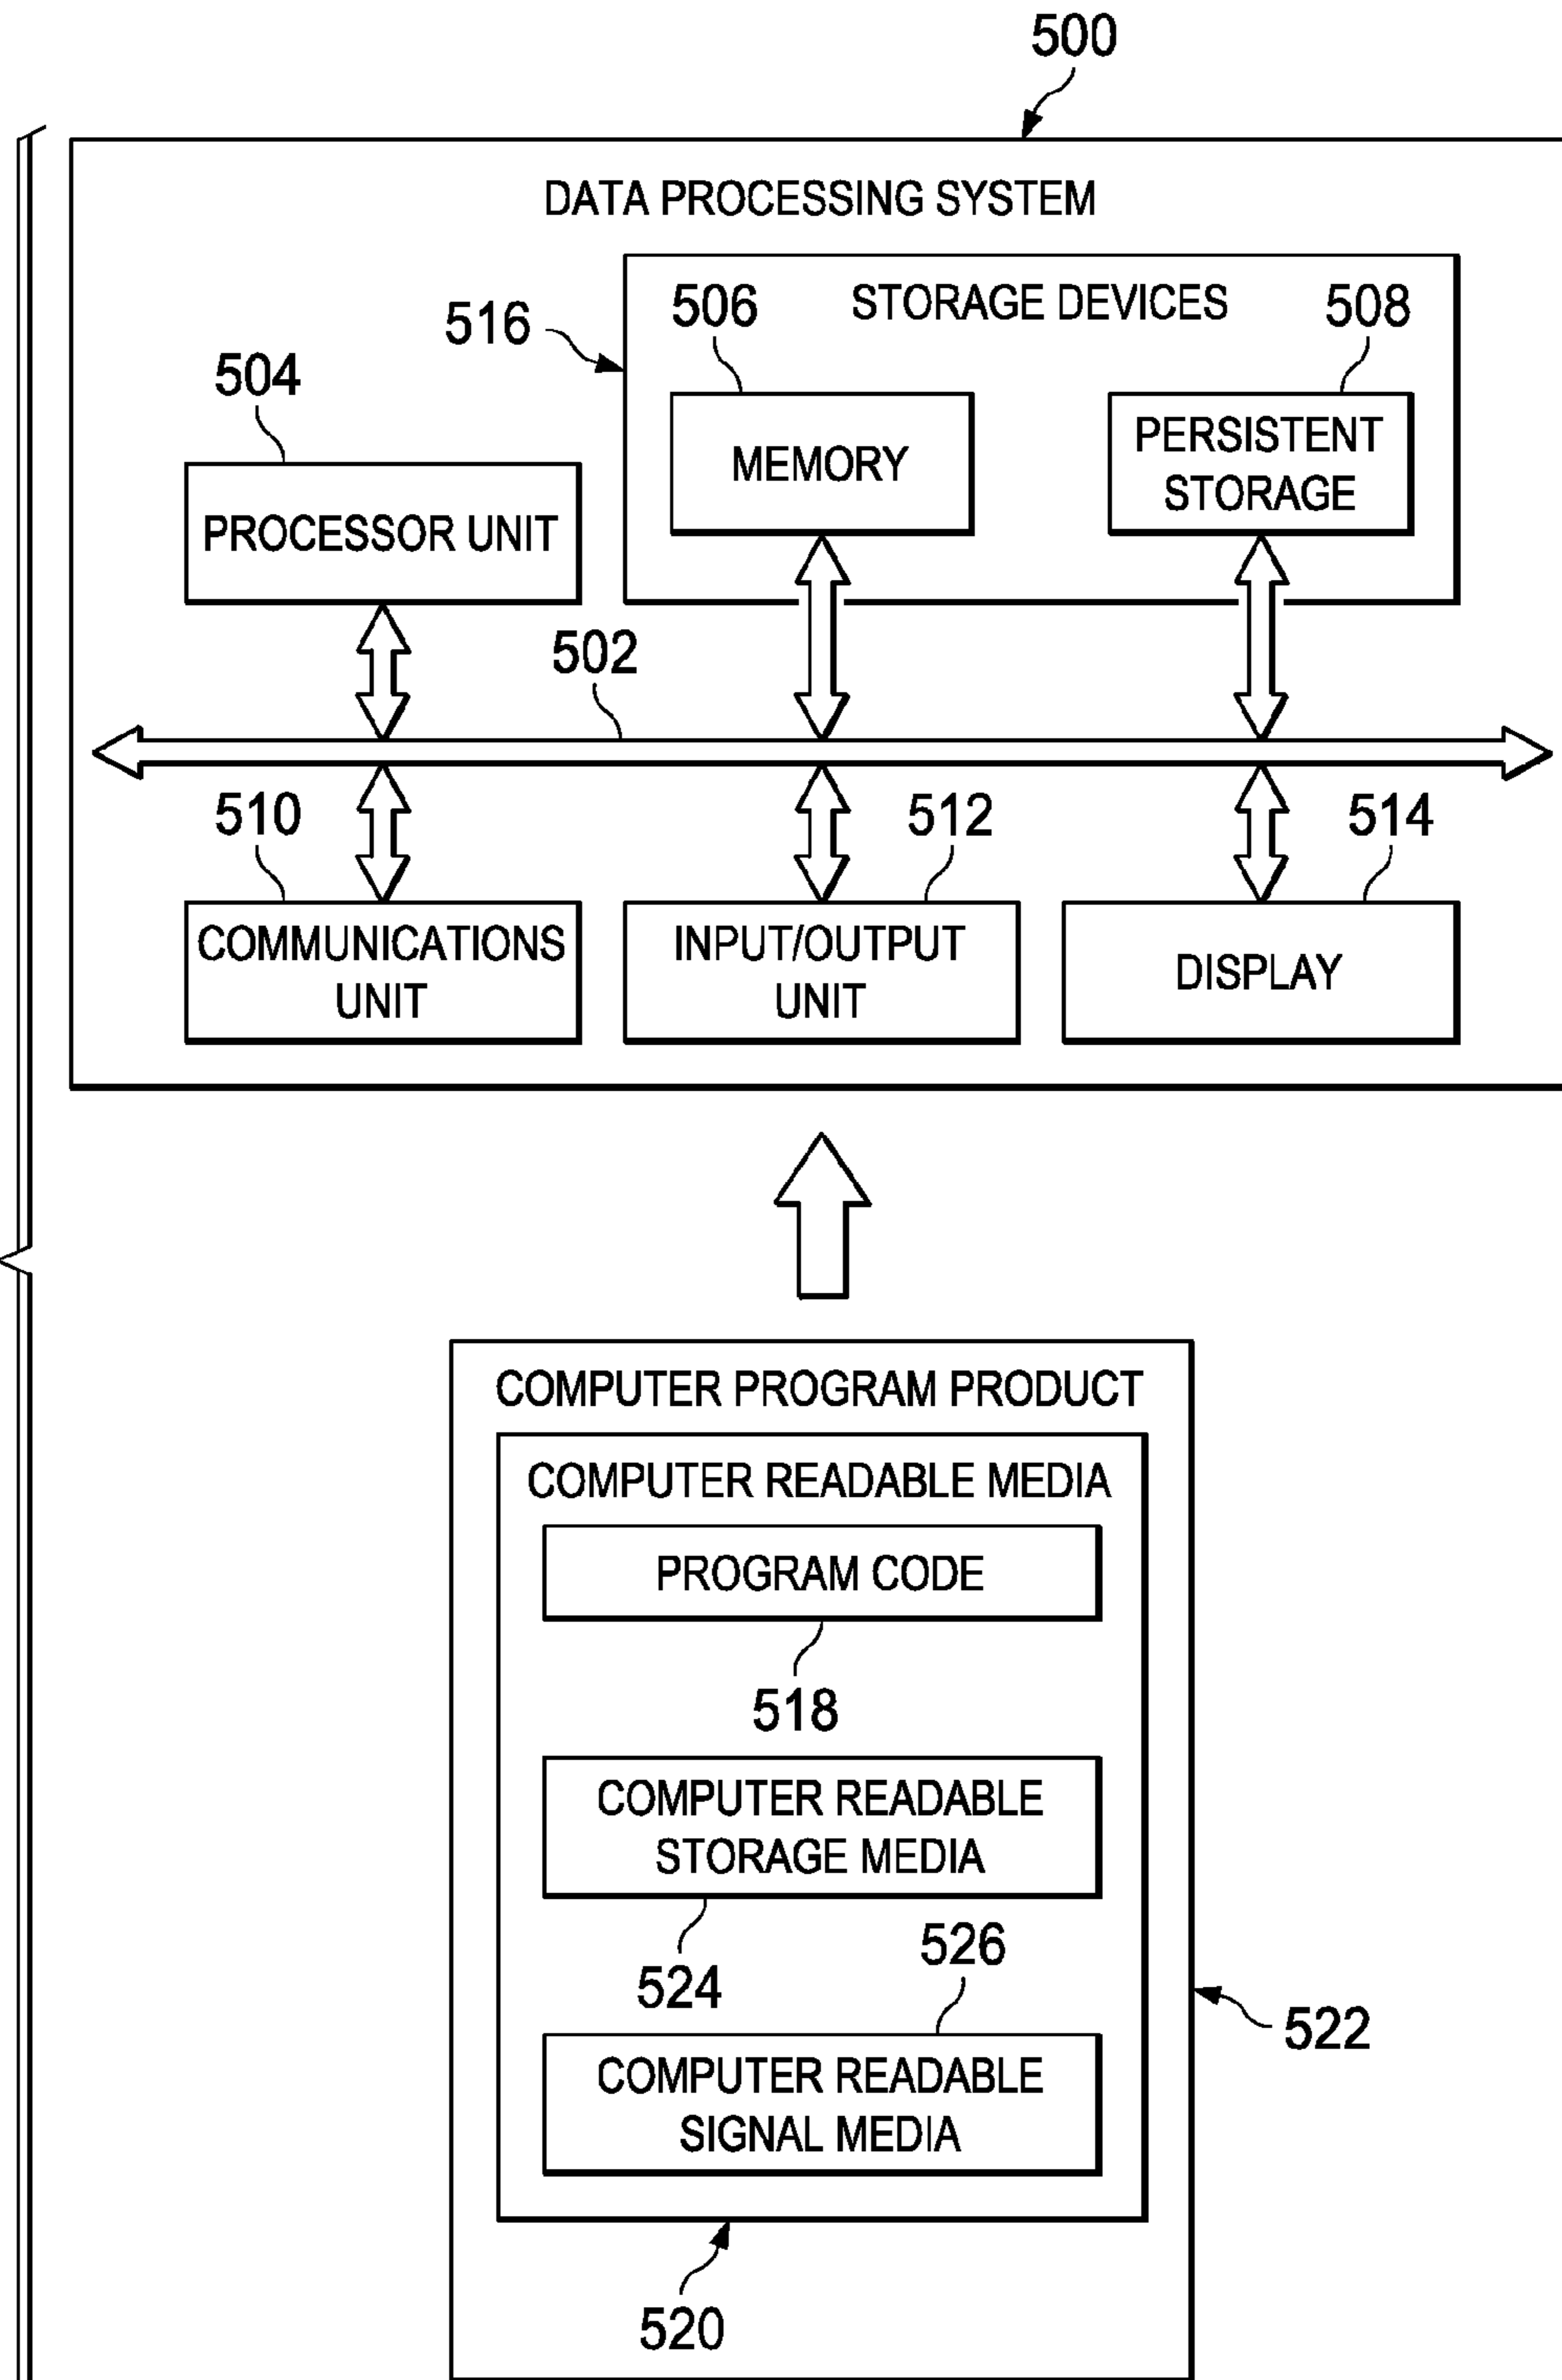 500
DATA PROCESSING SYSTEM
516
506
STORAGE DEVICES
508
504
MEMORY
PERSISTENT
STORAGE
PROCESSOR UNIT
502
510
512
514
COMMUNICATIONS
UNIT
INPUT/OUTPUT
UNIT
DISPLAY
COMPUTER PROGRAM PRODUCT
COMPUTER READABLE MEDIA
PROGRAM CODE
518
COMPUTER READABLE
STORAGE MEDIA
524
526
522
COMPUTER READABLE
SIGNAL MEDIA
520